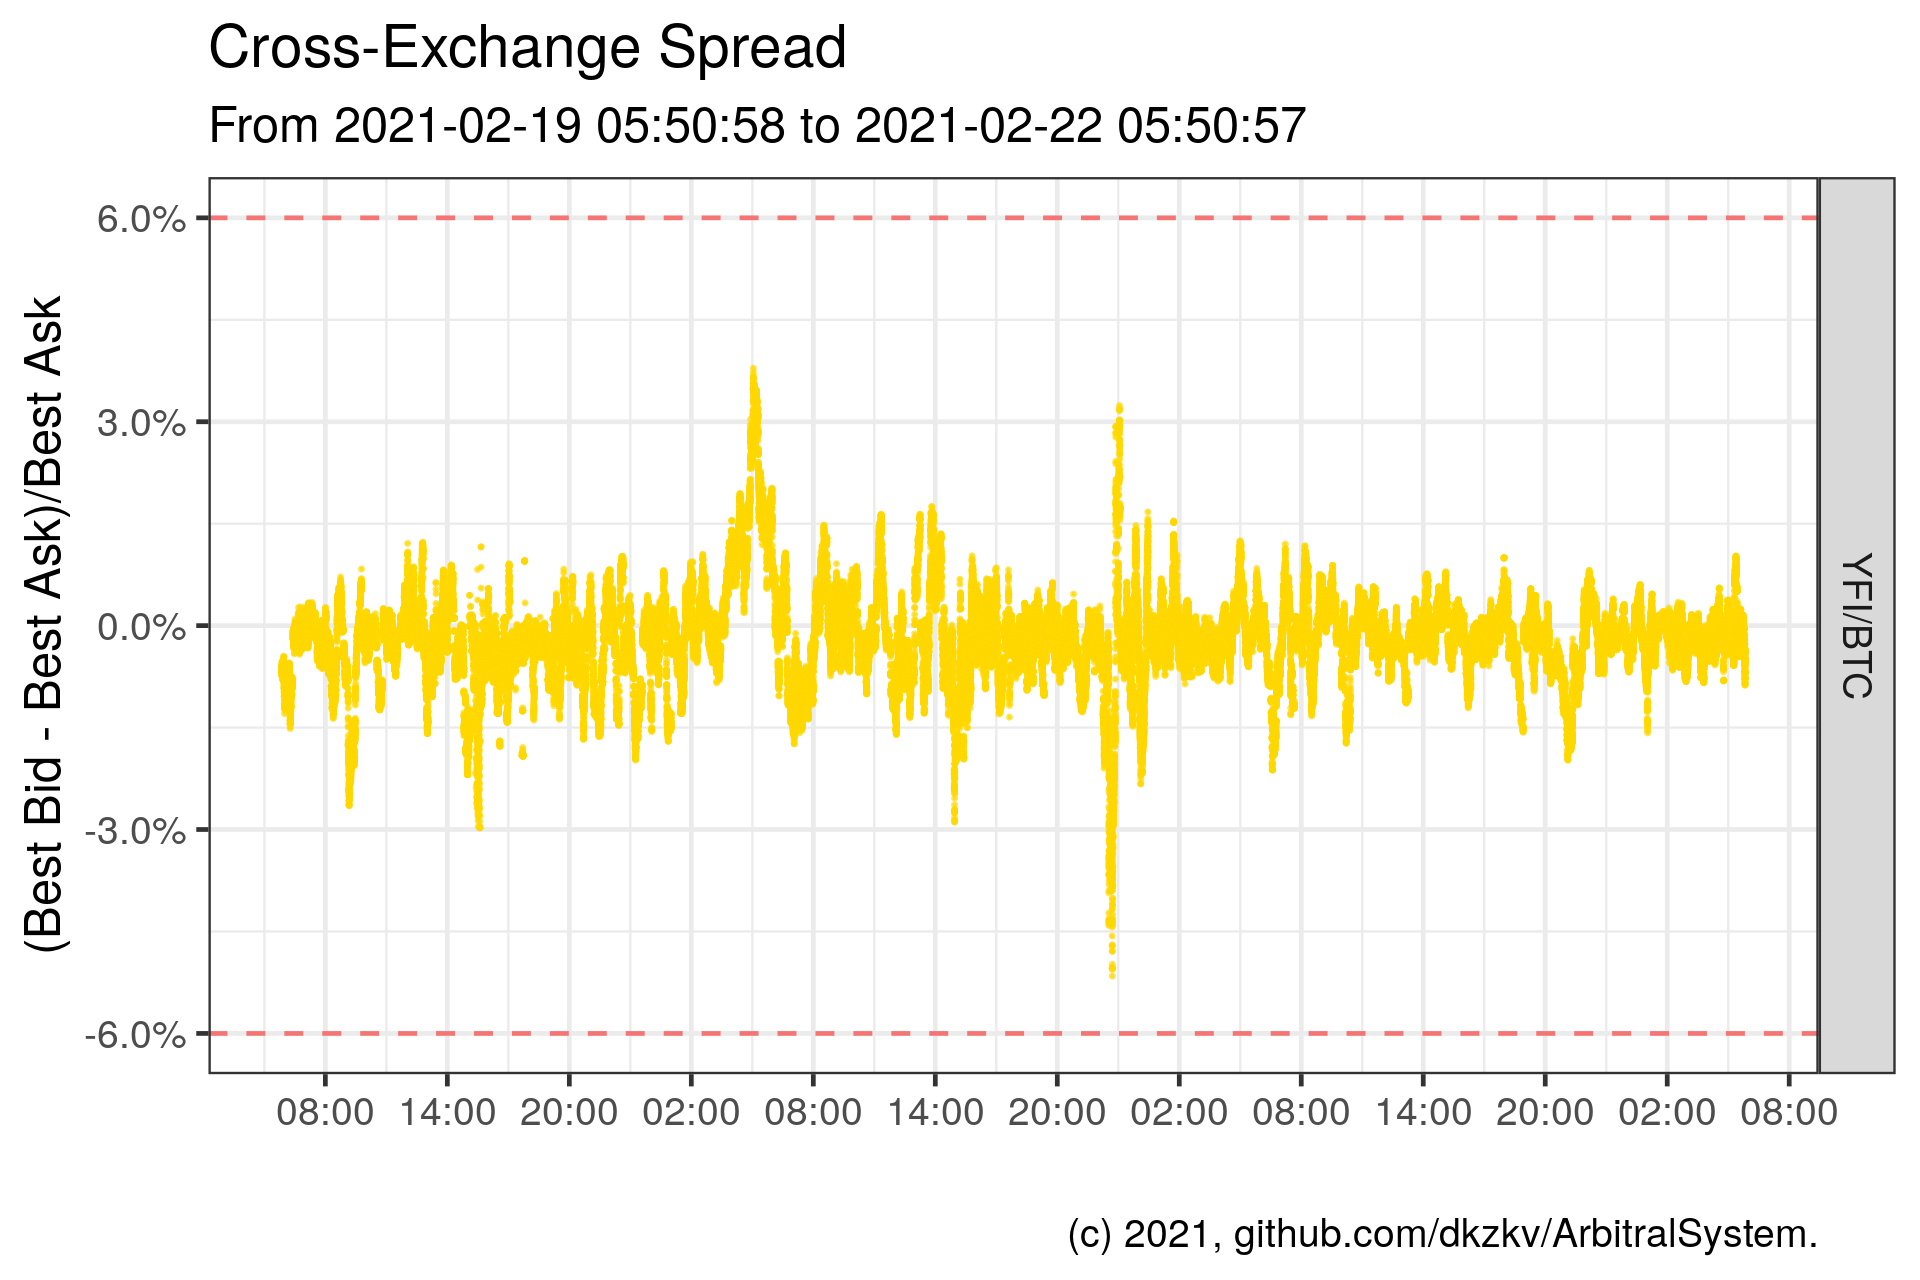 Cross-Exchange Spread
From 2021-02-19 05:50:58 to 2021-02-22 05:50:57
(Best Bid - Best Ask)/Best Ask
6.0%
3.0%
0.0%
-3.0%
-6.0%
YFI/BTC
08:00 14:00 20:00 02:00 08:00 14:00 20:00 02:00 08:00 14:00 20:00 02:00 08:00
(c) 2021, github.com/dkzkv/ArbitralSystem.